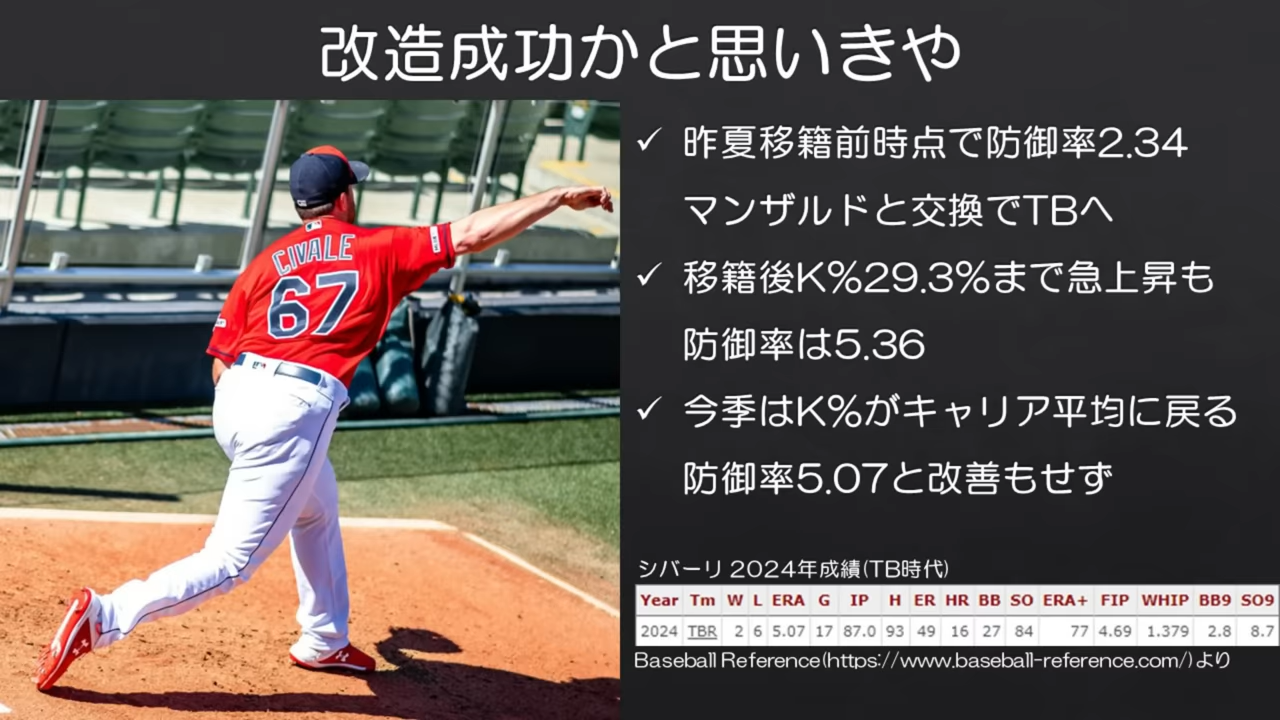 改造成功かと思いきや
CIVALE
67
✓ 昨夏移籍前時点で防御率2.34
マンザルドと交換でTBへ
✓ 移籍後K%29.3%まで急上昇も
防御率は5.36
✓ 今季はK%がキャリア平均に戻る
防御率5.07と改善もせず
シバーリ 2024年成績(TB時代)
Year Tm W L ERA G IP H ER HR BB SO ERA+ FIP WHIP BB9 SO9
2024 TBR 2 6 5.07 17 87.0 93 49 16 27 84 77 4.69 1.379 2.8 8.7
Baseball Reference(https://www.baseball-reference.com/)より